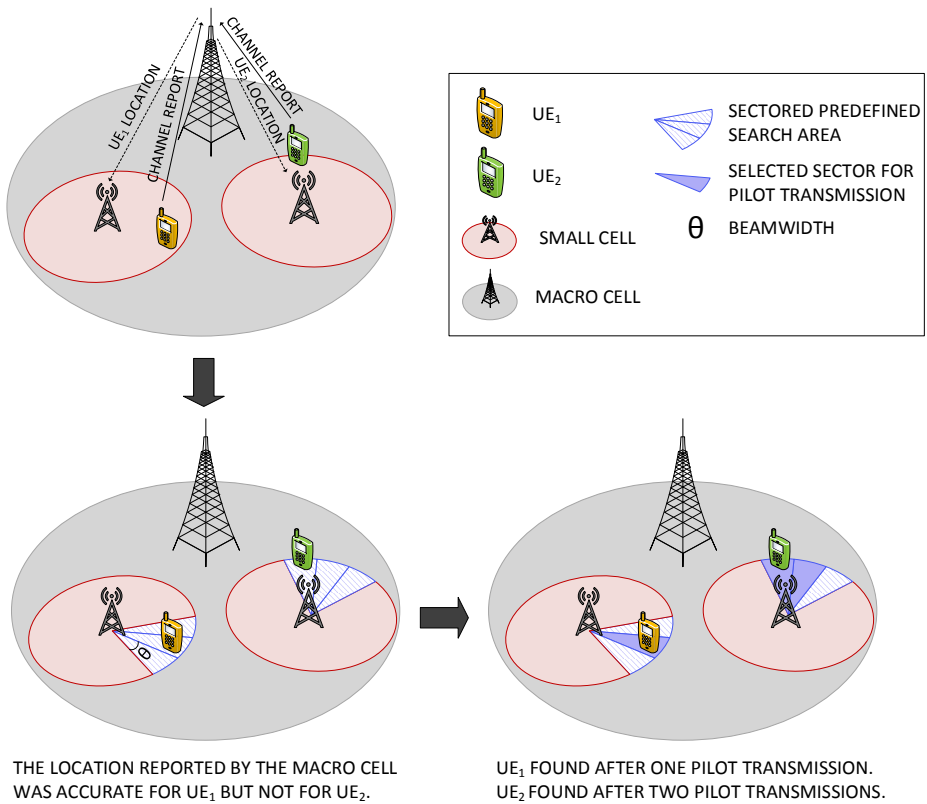 UE₁ LOCATION
CHANNEL REPORT
CHANNEL REPORT
UE₂ LOCATION
UE₁
UE₂
SMALL CELL
MACRO CELL
SECTORED PREDEFINED
SEARCH AREA
SELECTED SECTOR FOR
PILOT TRANSMISSION
θ BEAMWIDTH
θ
THE LOCATION REPORTED BY THE MACRO CELL
WAS ACCURATE FOR UE₁ BUT NOT FOR UE₂.
UE₁ FOUND AFTER ONE PILOT TRANSMISSION.
UE₂ FOUND AFTER TWO PILOT TRANSMISSIONS.